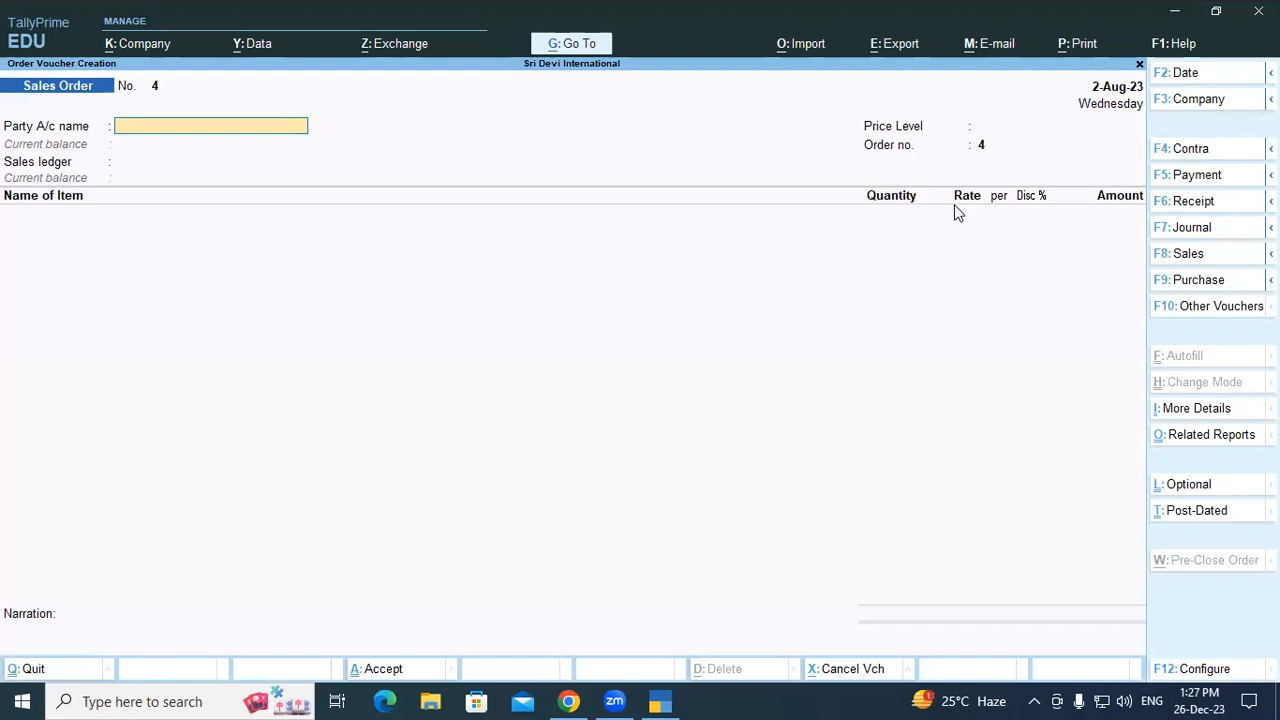 TallyPrime
EDU
MANAGE
K: Company
Y: Data
Z: Exchange
G: Go To
O: Import
E: Export
M: E-mail
P: Print
F1: Help
Order Voucher Creation
Sri Devi International
Sales Order
No. 4
2-Aug-23
Wednesday
Party A/c name :
Current balance :
Sales ledger :
Current balance :
Price Level :
Order no. : 4
Name of Item
Quantity
Rate
per
Disc %
Amount
Narration:
F2: Date
F3: Company
F4: Contra
F5: Payment
F6: Receipt
F7: Journal
F8: Sales
F9: Purchase
F10: Other Vouchers
F: Autofill
H: Change Mode
I: More Details
O: Related Reports
L: Optional
T: Post-Dated
W: Pre-Close Order
Q: Quit
A: Accept
D: Delete
X: Cancel Vch
F12: Configure
Type here to search
zm
25°C Haze
ENG
1:27 PM
26-Dec-23